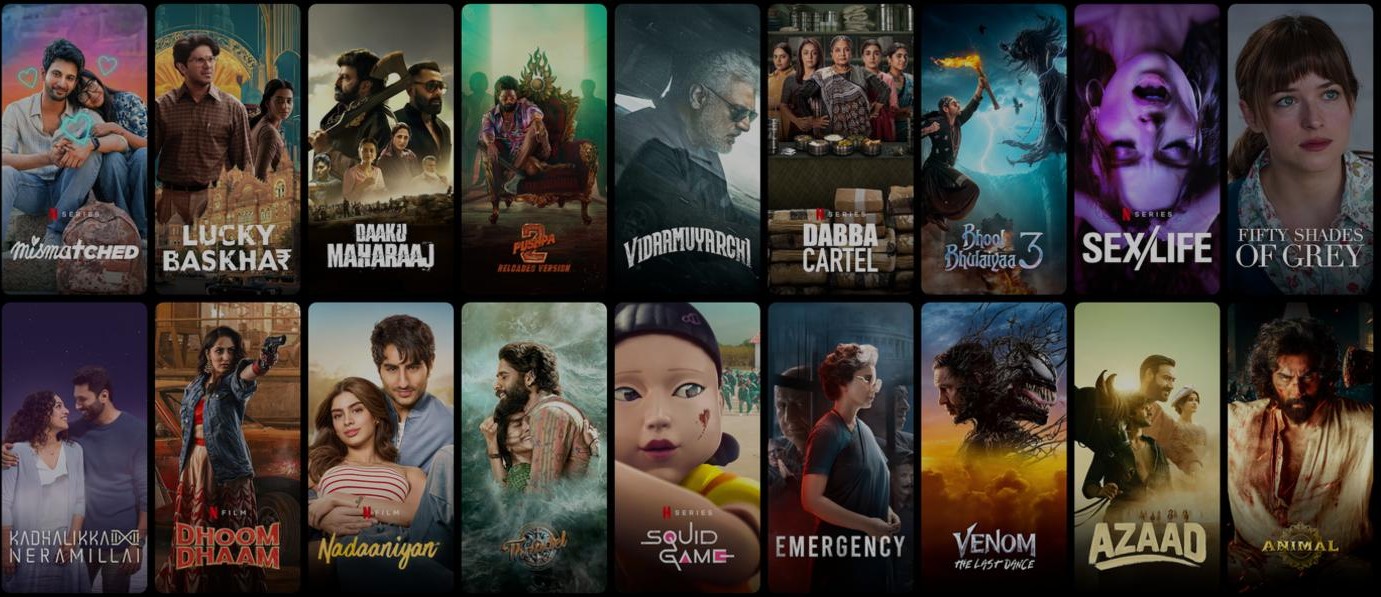 N SERIES
mismatCHED
LUCKY
BASKHA₹
DAAKU
MAHARAAJ
PUSHPA
2
RELOADED VERSION
VIDAAMUYARCHI
N SERIES
DABBA
CARTEL
Bhool
Bhulaiyaa 3
N SERIES
SEX/LIFE
FIFTY SHADES
OF GREY
KADHALIKKA
NERAMILLAI
N FILM
DHOOM
DHAAM
N FILM
Nadaaniyan
Thandel
N SERIES
SQUID
GAME
EMERGENCY
VENOM
THE LAST DANCE
AZAAD
ANIMAL